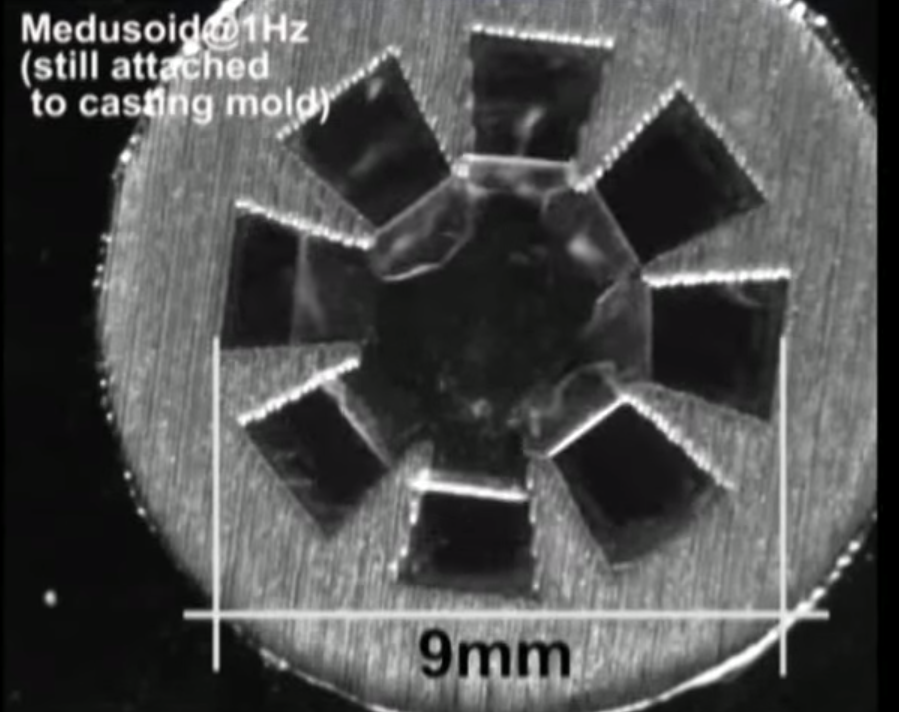 Medusoid@1Hz
(still attached
to casting mold)
9mm